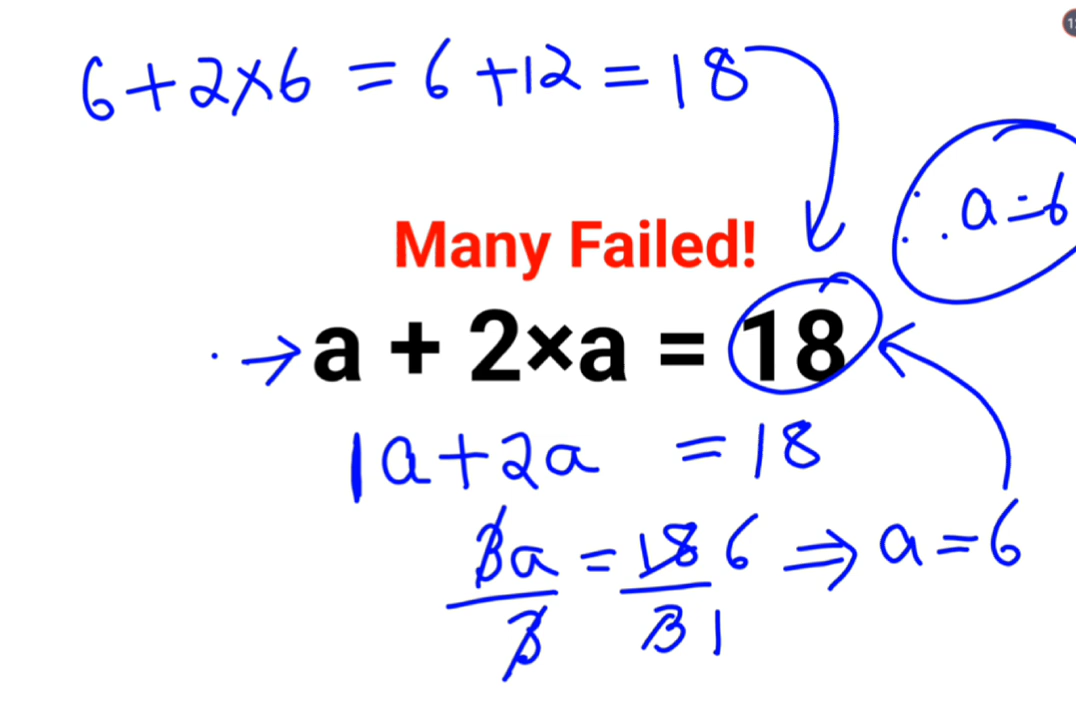 6+2×6 = 6+12 = 18
∴ a=6
Many Failed!
→ a + 2×a = 18
1a+2a = 18
3a/3 = 18/3 6/1 ⇒ a=6